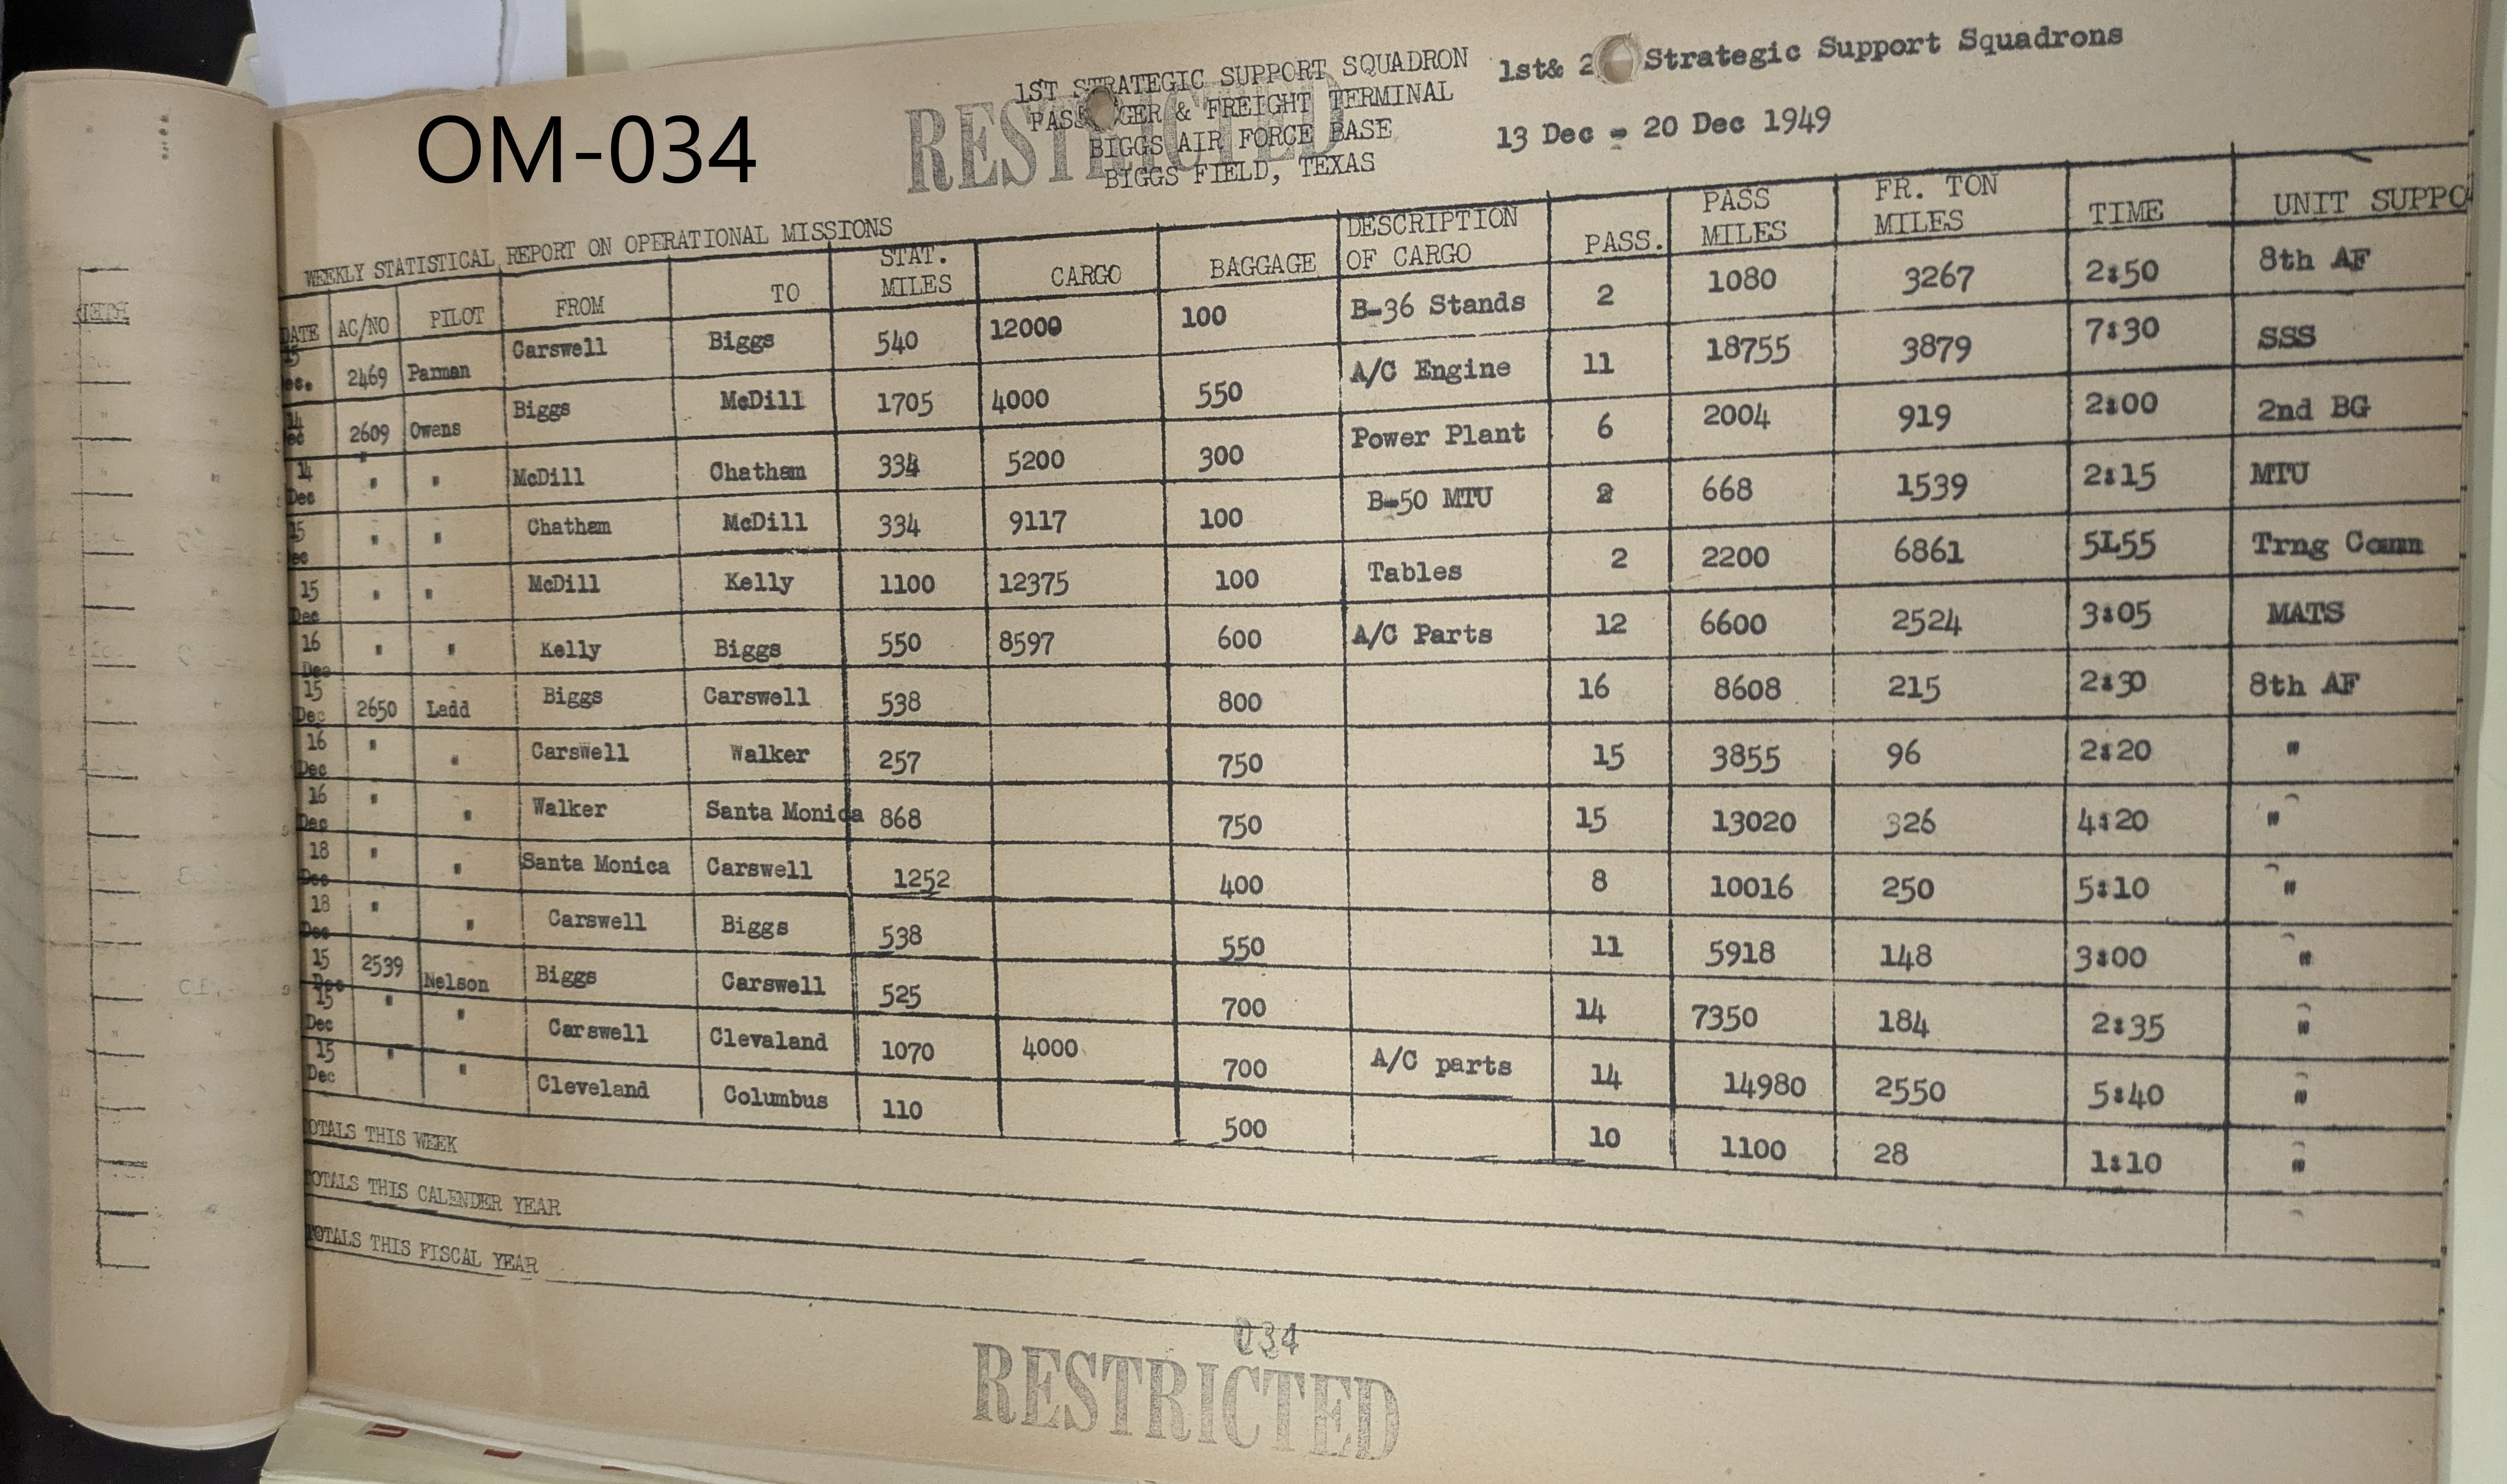 OM-034
RESTRICTED
1ST STRATEGIC SUPPORT SQUADRON
PASS GER & FREIGHT TERMINAL
BIGGS AIR FORCE BASE
BIGGS FIELD, TEXAS
1st& 2 Strategic Support Squadrons
13 Dec - 20 Dec 1949
WEEKLY STATISTICAL REPORT ON OPERATIONAL MISSIONS
DATE AC/NO PILOT FROM TO STAT. MILES CARGO BAGGAGE DESCRIPTION OF CARGO PASS. PASS MILES FR. TON MILES TIME UNIT SUPPO
15 ec. 2469 Parman Carswell Biggs 540 12000 100 B-36 Stands 2 1080 3267 2:50 8th AF
14 ec 2609 Owens Biggs McDill 1705 4000 550 A/C Engine 11 18755 3879 7:30 SSS
14 Dec " " McDill Chatham 334 5200 300 Power Plant 6 2004 919 2:00 2nd BG
15 ec " " Chatham McDill 334 9117 100 B-50 MTU 2 668 1539 2:15 MTU
15 Dec " " McDill Kelly 1100 12375 100 Tables 2 2200 6861 5L55 Trng Comm
16 Dec " " Kelly Biggs 550 8597 600 A/C Parts 12 6600 2524 3:05 MATS
15 Dec 2650 Ladd Biggs Carswell 538 800 16 8608 215 2:30 8th AF
16 Dec " " Carswell Walker 257 750 15 3855 96 2:20 "
16 Dec " " Walker Santa Monica 868 750 15 13020 326 4:20 "
18 Dec " " Santa Monica Carswell 1252 400 8 10016 250 5:10 "
18 Dec " " Carswell Biggs 538 550 11 5918 148 3:00 "
15 Dec 2539 Nelson Biggs Carswell 525 700 14 7350 184 2:35 "
15 Dec " " Carswell Clevaland 1070 4000 700 A/C parts 14 14980 2550 5:40 "
15 Dec " " Cleveland Columbus 110 500 10 1100 28 1:10 "
OTALS THIS WEEK
OTALS THIS CALENDER YEAR
TOTALS THIS FISCAL YEAR
034
RESTRICTED